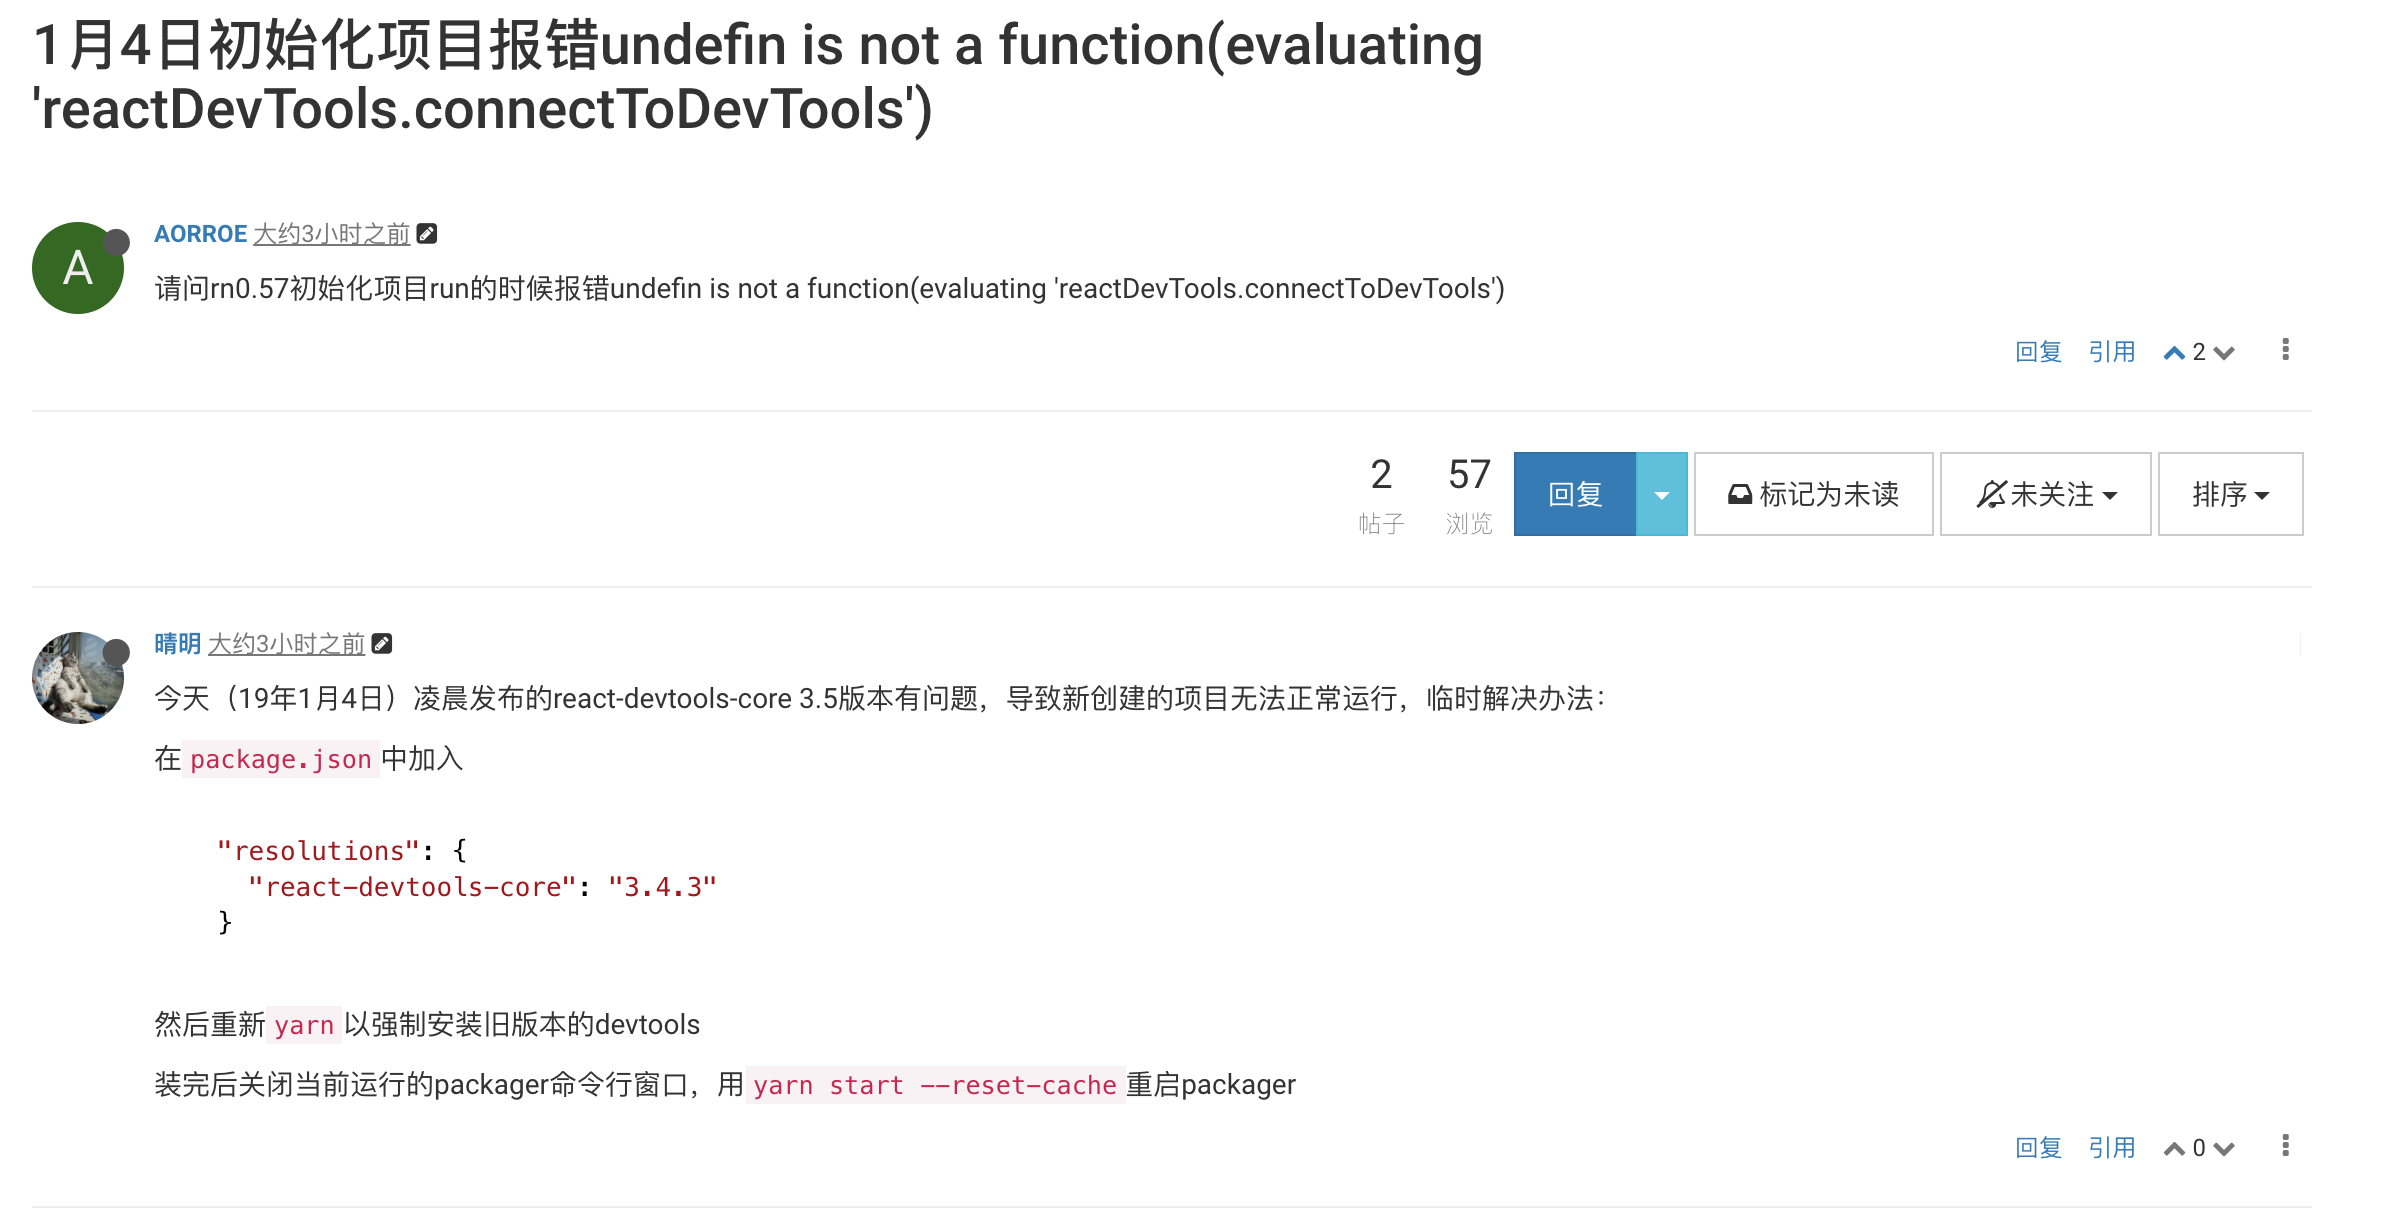 1月4日初始化项目报错undefin is not a function(evaluating
'reactDevTools.connectToDevTools')
A
AORROE 大约3小时之前
请问rn0.57初始化项目run的时候报错undefin is not a function(evaluating 'reactDevTools.connectToDevTools')
回复 引用 2
2 57 回复 标记为未读 未关注 排序
帖子 浏览
晴明 大约3小时之前
今天（19年1月4日）凌晨发布的react-devtools-core 3.5版本有问题，导致新创建的项目无法正常运行，临时解决办法：
在 package.json 中加入
"resolutions": {
"react-devtools-core": "3.4.3"
}
然后重新 yarn 以强制安装旧版本的devtools
装完后关闭当前运行的packager命令行窗口，用 yarn start --reset-cache 重启packager
回复 引用 0